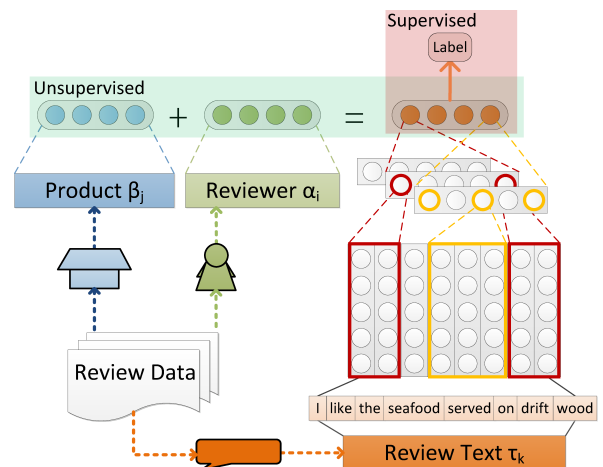 Supervised
Label
Unsupervised
+
=
Product βj
Reviewer αi
Review Data
I like the seafood served on drift wood
Review Text τk